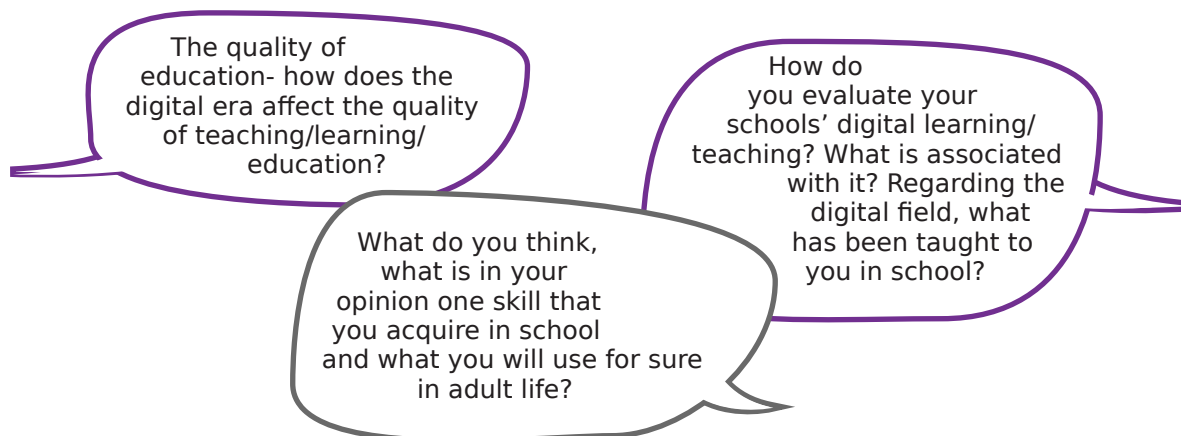 The quality of
education- how does the
digital era affect the quality
of teaching/learning/
education?
How do
you evaluate your
schools’ digital learning/
teaching? What is associated
with it? Regarding the
digital field, what
has been taught to
you in school?
What do you think,
what is in your
opinion one skill that
you acquire in school
and what you will use for sure
in adult life?